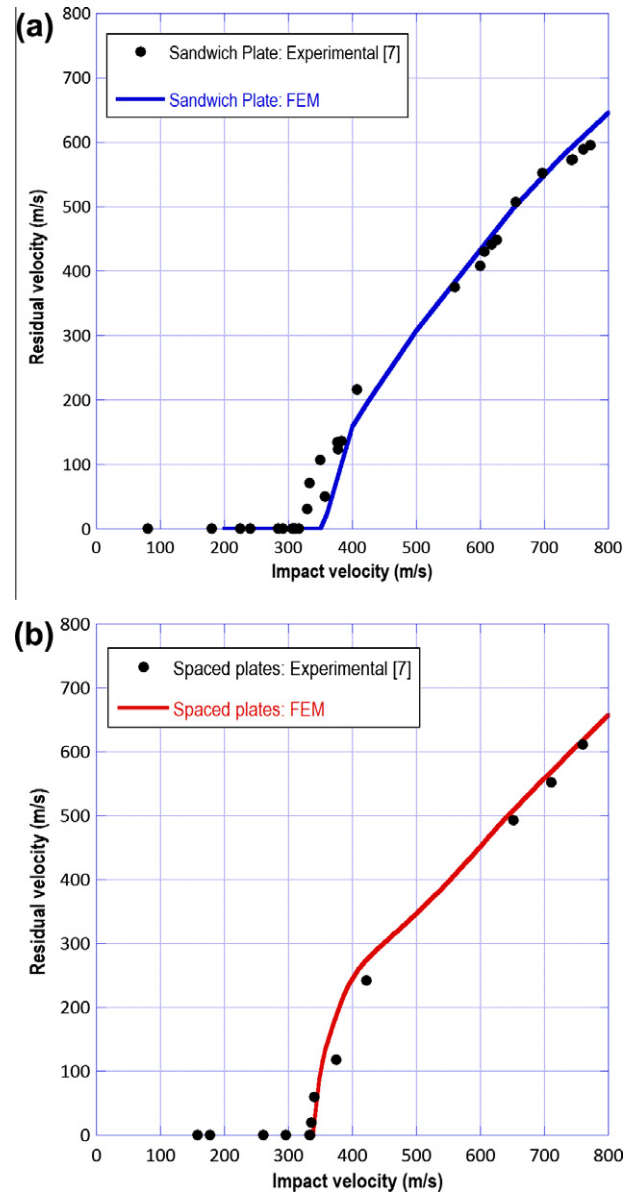 (a)
800
700
600
500
400
300
200
100
0
Residual velocity (m/s)
Sandwich Plate: Experimental [7]
Sandwich Plate: FEM
0 100 200 300 400 500 600 700 800
Impact velocity (m/s)
(b)
800
700
600
500
400
300
200
100
0
Residual velocity (m/s)
Spaced plates: Experimental [7]
Spaced plates: FEM
0 100 200 300 400 500 600 700 800
Impact velocity (m/s)